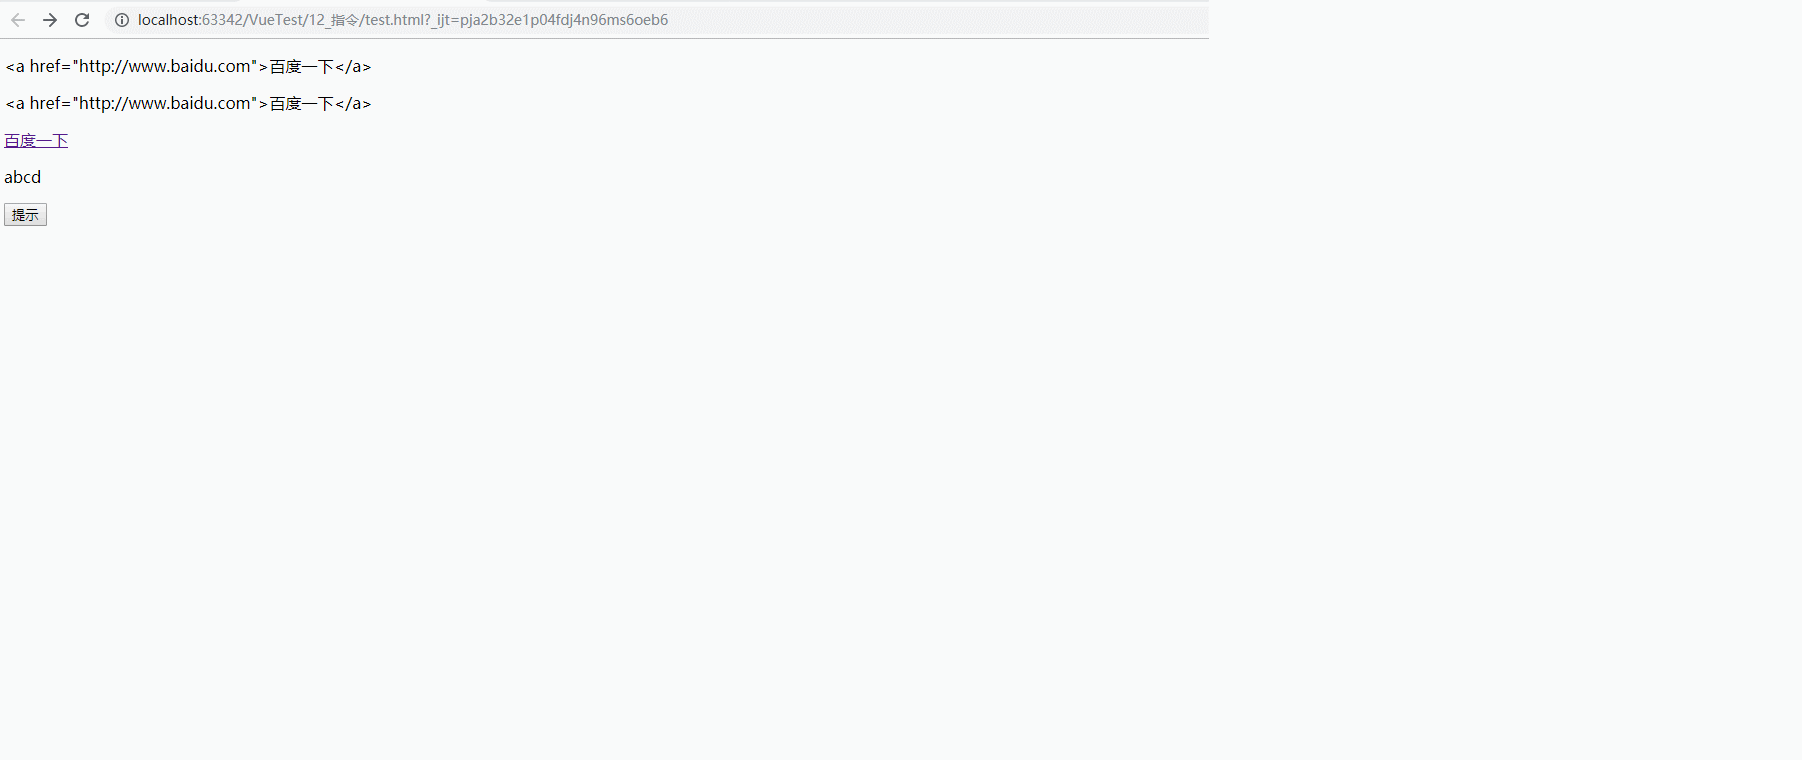 localhost:63342/VueTest/12_指令/test.html?_ijt=pja2b32e1p04fdj4n96ms6oeb6
<a href="http://www.baidu.com">百度一下</a>
<a href="http://www.baidu.com">百度一下</a>
百度一下
abcd
提示